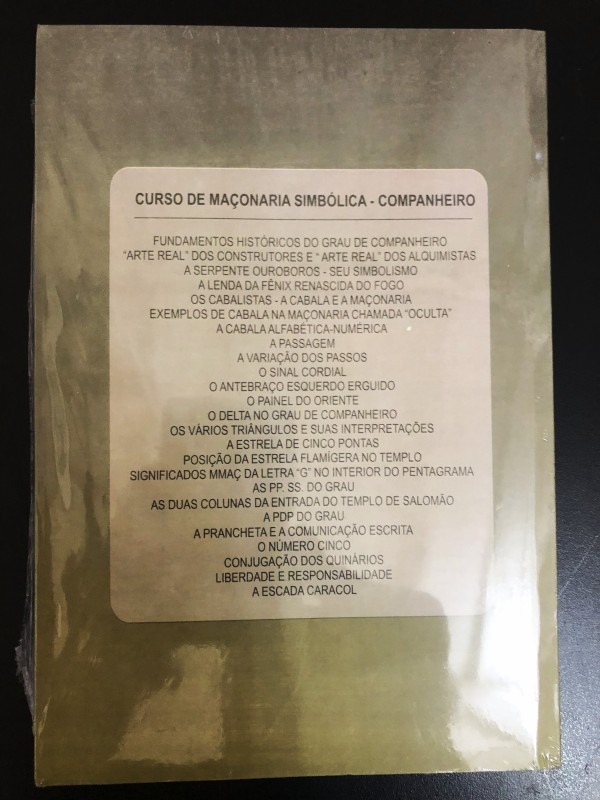 CURSO DE MAÇONARIA SIMBÓLICA - COMPANHEIRO
FUNDAMENTOS HISTÓRICOS DO GRAU DE COMPANHEIRO
"ARTE REAL" DOS CONSTRUTORES E " ARTE REAL" DOS ALQUIMISTAS
A SERPENTE OUROBOROS - SEU SIMBOLISMO
A LENDA DA FÊNIX RENASCIDA DO FOGO
OS CABALISTAS - A CABALA E A MAÇONARIA
EXEMPLOS DE CABALA NA MAÇONARIA CHAMADA "OCULTA"
A CABALA ALFABÉTICA-NUMÉRICA
A PASSAGEM
A VARIAÇÃO DOS PASSOS
O SINAL CORDIAL
O ANTEBRAÇO ESQUERDO ERGUIDO
O PAINEL DO ORIENTE
O DELTA NO GRAU DE COMPANHEIRO
OS VÁRIOS TRIÂNGULOS E SUAS INTERPRETAÇÕES
A ESTRELA DE CINCO PONTAS
POSIÇÃO DA ESTRELA FLAMÍGERA NO TEMPLO
SIGNIFICADOS MMAÇ DA LETRA "G" NO INTERIOR DO PENTAGRAMA
AS PP. SS. DO GRAU
AS DUAS COLUNAS DA ENTRADA DO TEMPLO DE SALOMÃO
A PDP DO GRAU
A PRANCHETA E A COMUNICAÇÃO ESCRITA
O NÚMERO CINCO
CONJUGAÇÃO DOS QUINÁRIOS
LIBERDADE E RESPONSABILIDADE
A ESCADA CARACOL